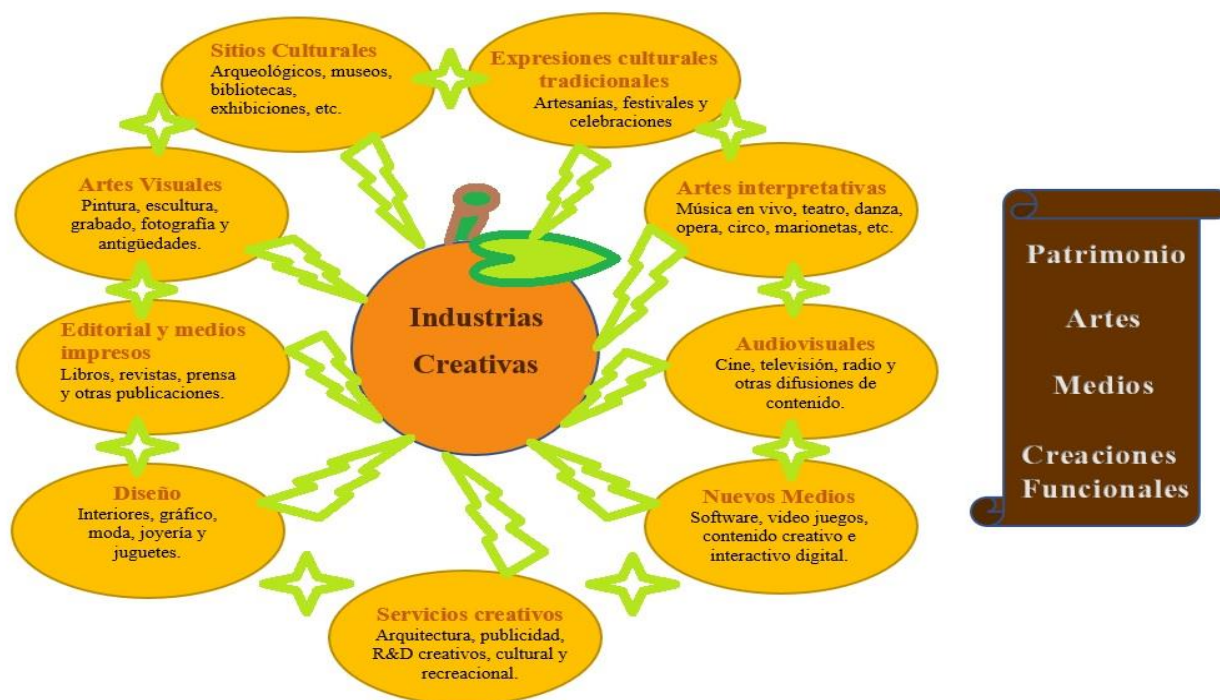 Sitios Culturales
Arqueológicos, museos,
bibliotecas,
exhibiciones, etc.
Expresiones culturales
tradicionales
Artesanías, festivales y
celebraciones
Artes Visuales
Pintura, escultura,
grabado, fotografía y
antigüedades.
Artes interpretativas
Música en vivo, teatro, danza,
opera, circo, marionetas, etc.
Industrias
Creativas
Editorial y medios
impresos
Libros, revistas, prensa
y otras publicaciones.
Audiovisuales
Cine, televisión, radio y
otras difusiones de
contenido.
Diseño
Interiores, gráfico,
moda, joyería y
juguetes.
Nuevos Medios
Software, video juegos,
contenido creativo e
interactivo digital.
Servicios creativos
Arquitectura, publicidad,
R&D creativos, cultural y
recreacional.
Patrimonio
Artes
Medios
Creaciones
Funcionales